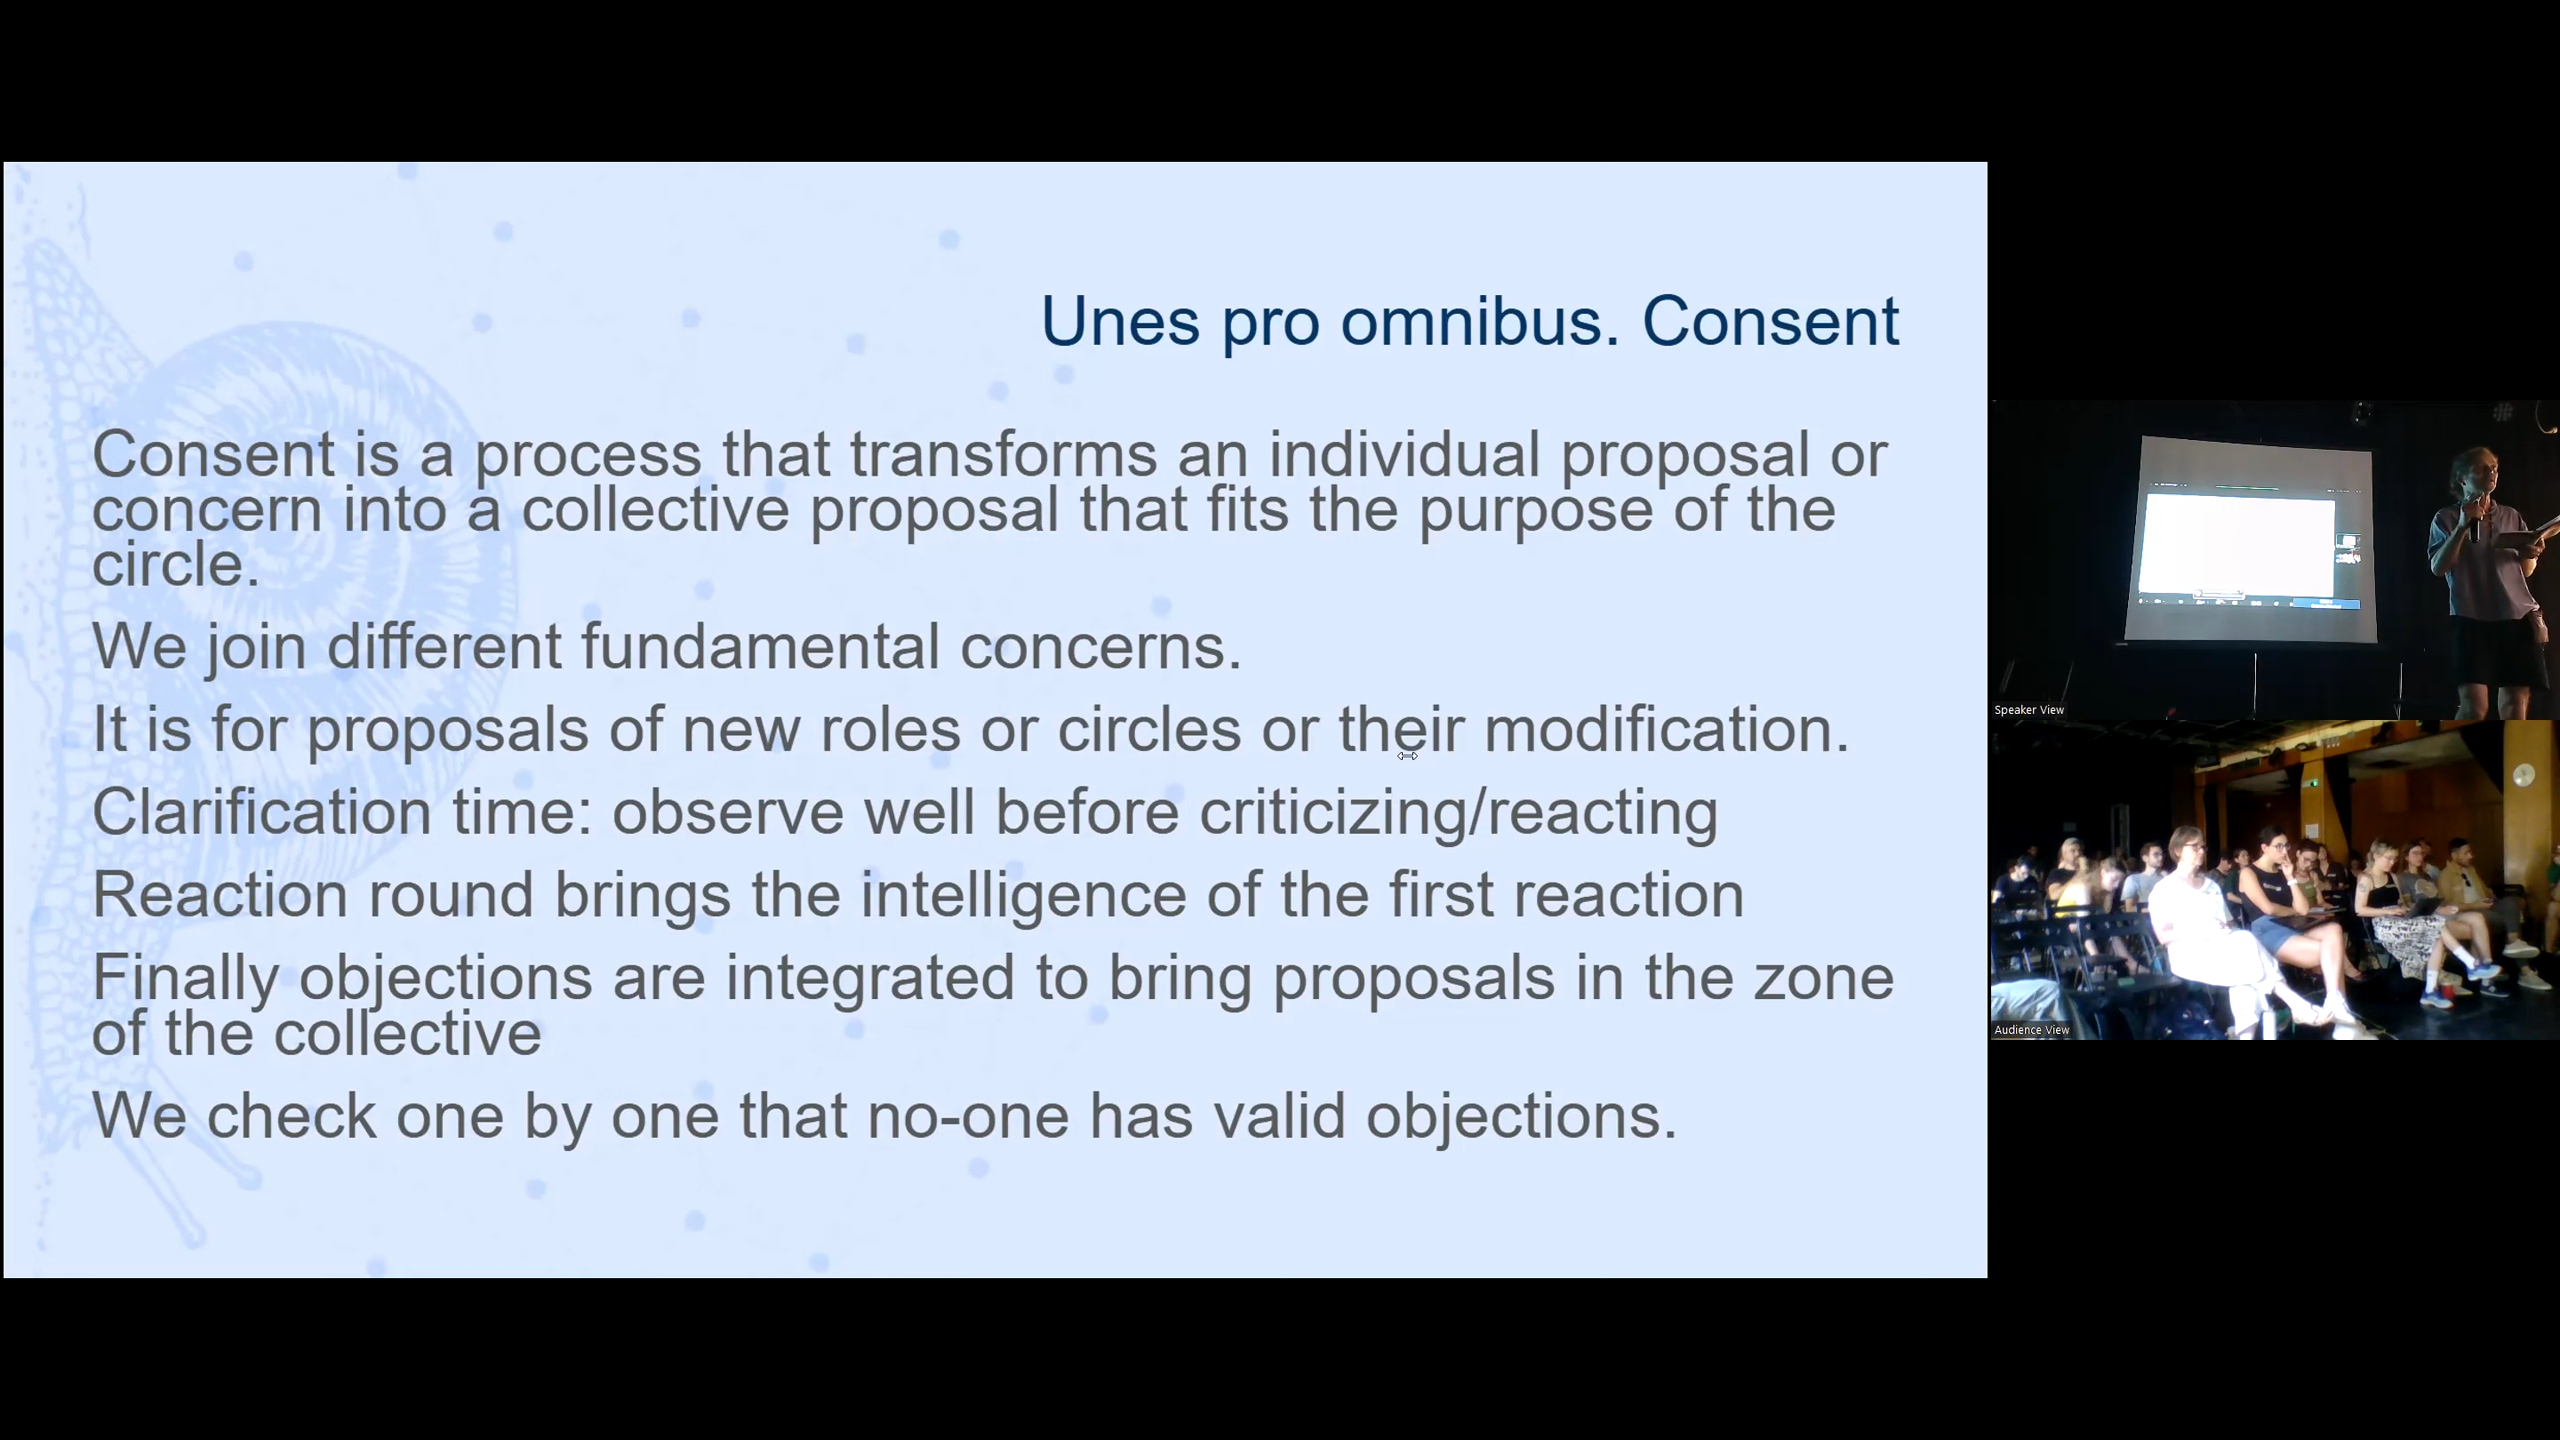 Unes pro omnibus. Consent
Consent is a process that transforms an individual proposal or
concern into a collective proposal that fits the purpose of the
circle.
We join different fundamental concerns.
It is for proposals of new roles or circles or their modification.
Clarification time: observe well before criticizing/reacting
Reaction round brings the intelligence of the first reaction
Finally objections are integrated to bring proposals in the zone
of the collective
We check one by one that no-one has valid objections.
Speaker View
Audience View